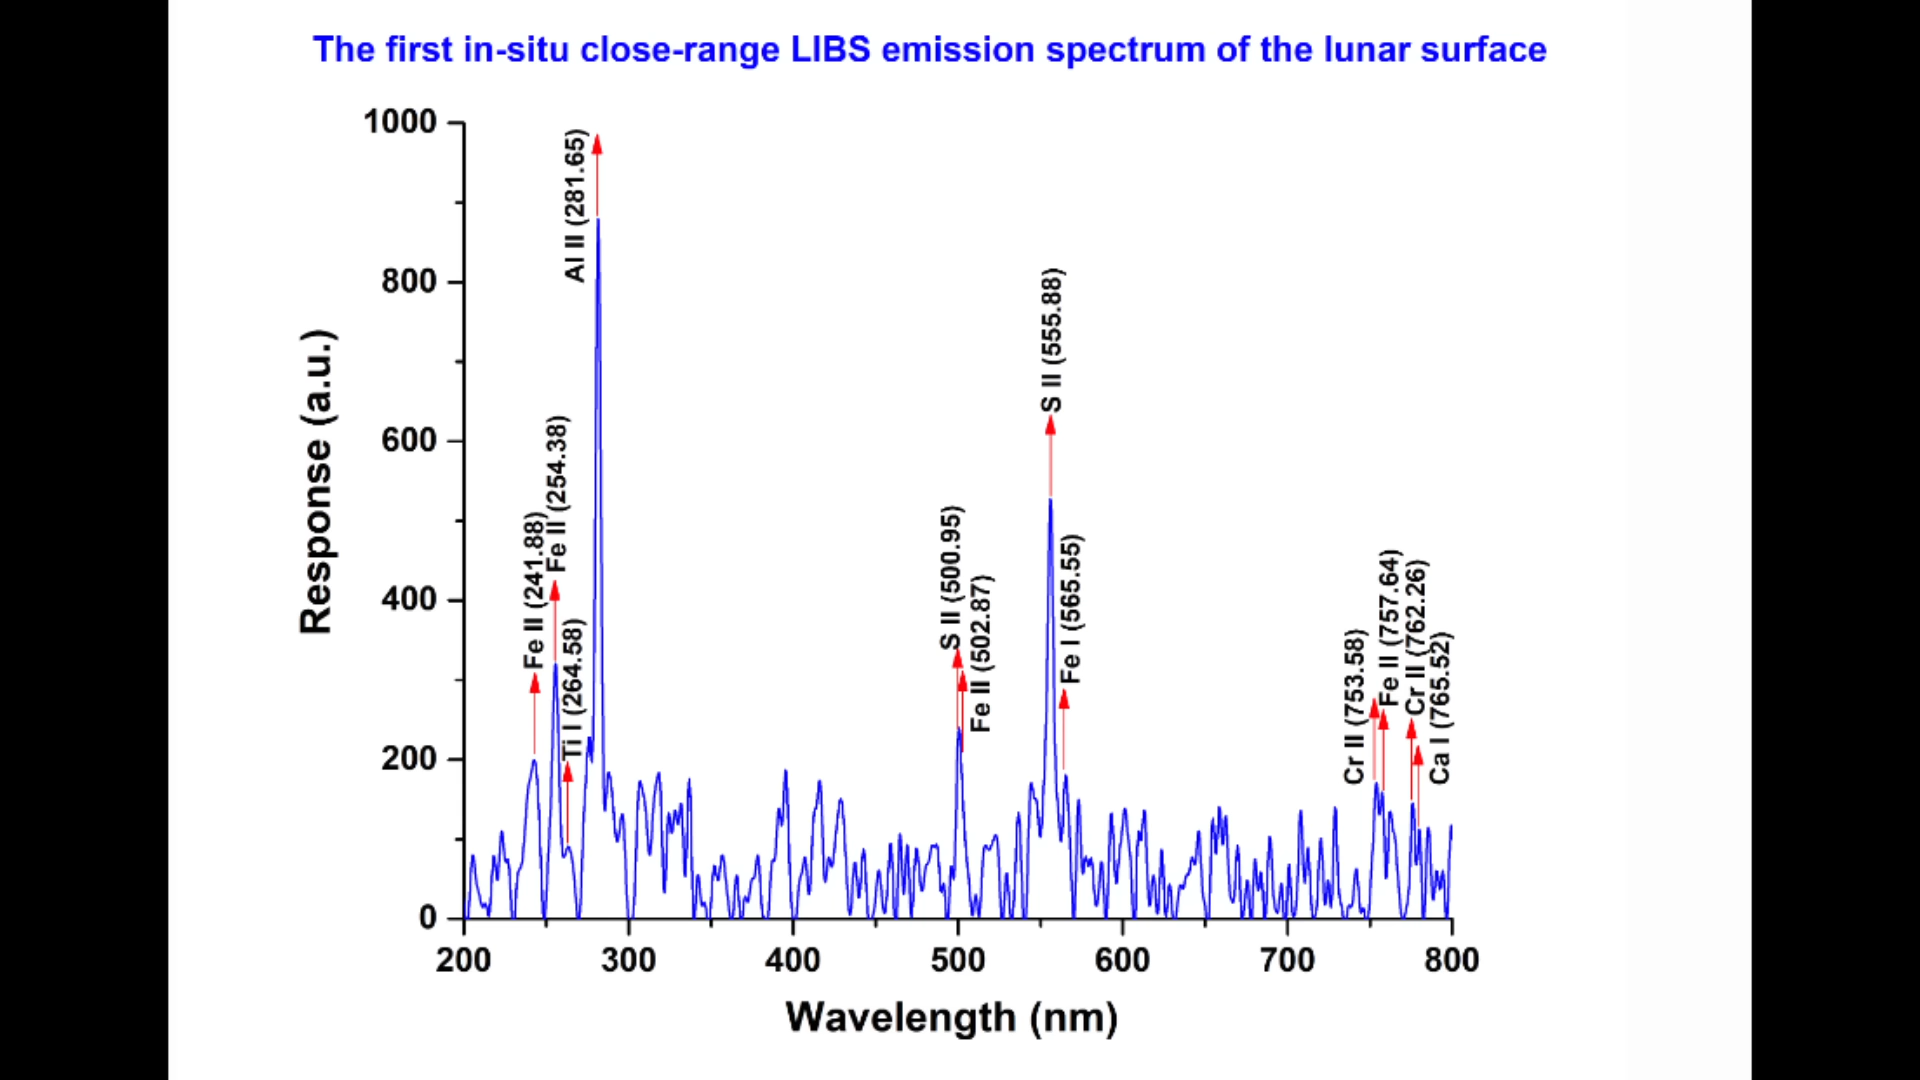 The first in-situ close-range LIBS emission spectrum of the lunar surface
1000
800
600
400
200
0
Response (a.u.)
Fe II (241.88)
Fe II (254.38)
Ti I (264.58)
Al II (281.65)
S II (500.95)
Fe II (502.87)
S II (555.88)
Fe I (565.55)
Cr II (753.58)
Fe II (757.64)
Cr II (762.26)
Ca I (765.52)
200
300
400
500
600
700
800
Wavelength (nm)